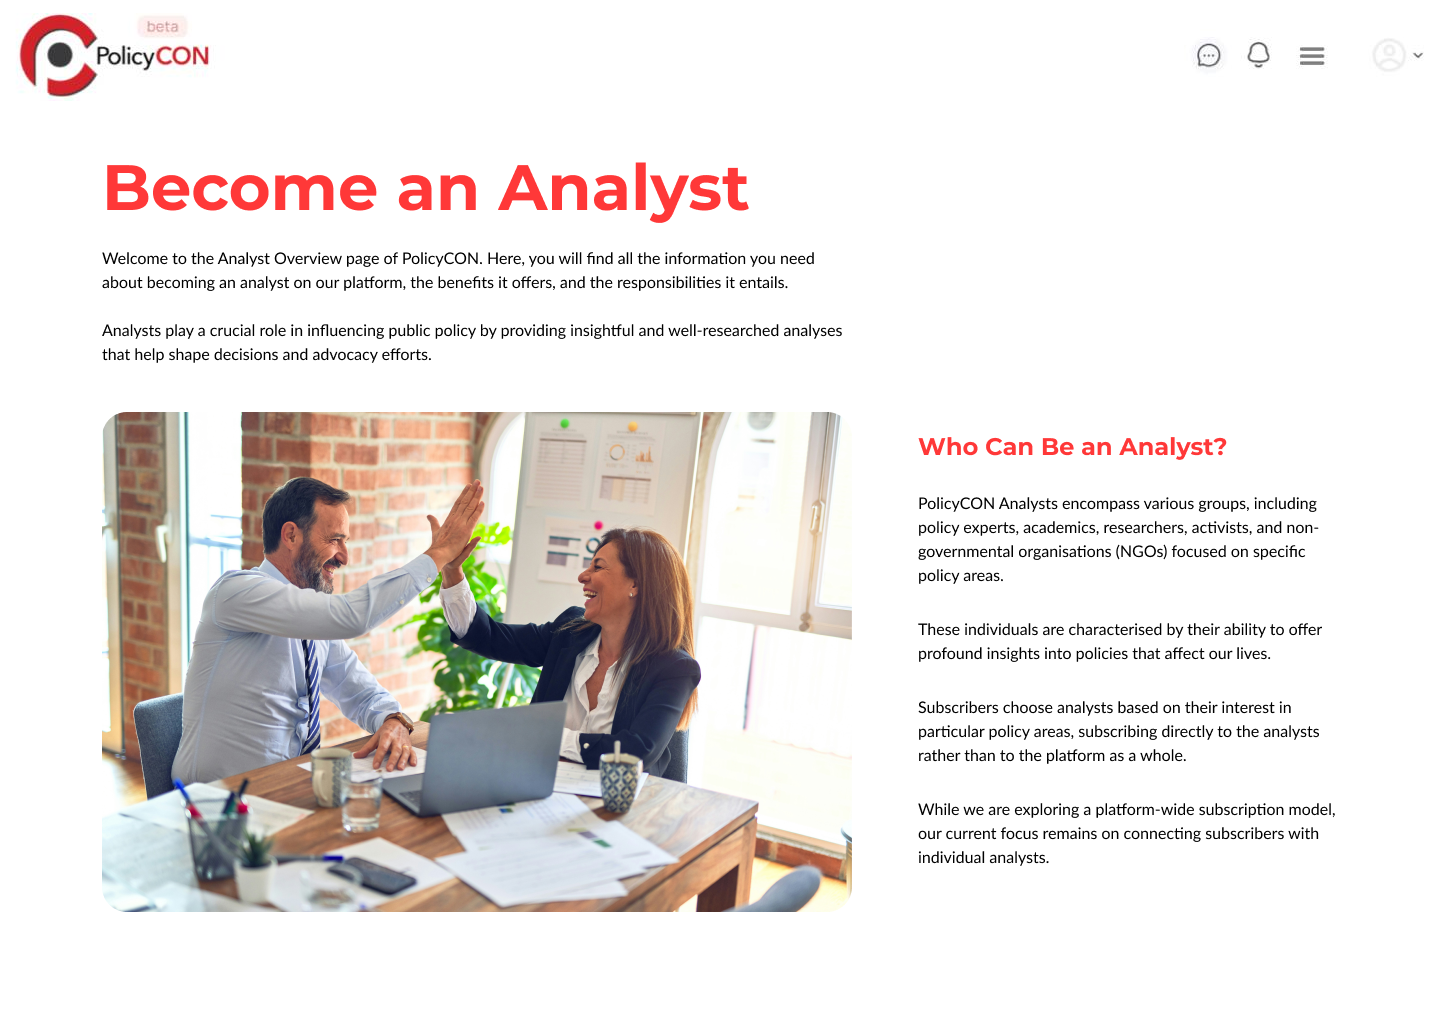 beta
PolicyCON
Become an Analyst
Welcome to the Analyst Overview page of PolicyCON. Here, you will find all the information you need
about becoming an analyst on our platform, the benefits it offers, and the responsibilities it entails.
Analysts play a crucial role in influencing public policy by providing insightful and well-researched analyses
that help shape decisions and advocacy efforts.
Who Can Be an Analyst?
PolicyCON Analysts encompass various groups, including
policy experts, academics, researchers, activists, and non-
governmental organisations (NGOs) focused on specific
policy areas.
These individuals are characterised by their ability to offer
profound insights into policies that affect our lives.
Subscribers choose analysts based on their interest in
particular policy areas, subscribing directly to the analysts
rather than to the platform as a whole.
While we are exploring a platform-wide subscription model,
our current focus remains on connecting subscribers with
individual analysts.